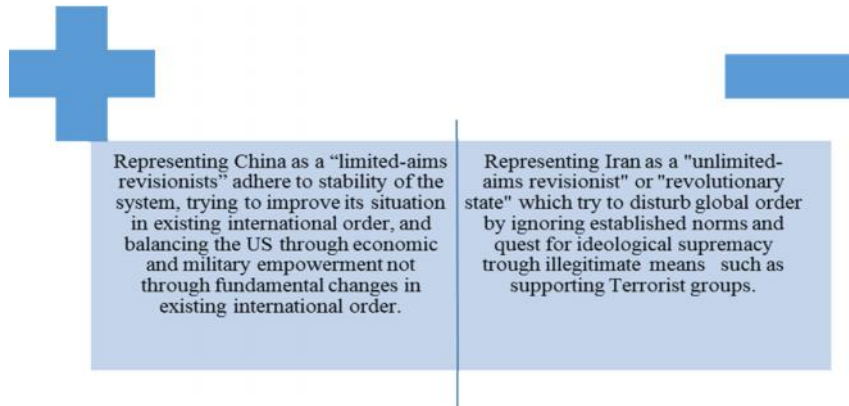 Representing China as a “limited-aims
revisionists” adhere to stability of the
system, trying to improve its situation
in existing international order, and
balancing the US through economic
and military empowerment not
through fundamental changes in
existing international order.
Representing Iran as a "unlimited-
aims revisionist" or "revolutionary
state" which try to disturb global order
by ignoring established norms and
quest for ideological supremacy
trough illegitimate means such as
supporting Terrorist groups.